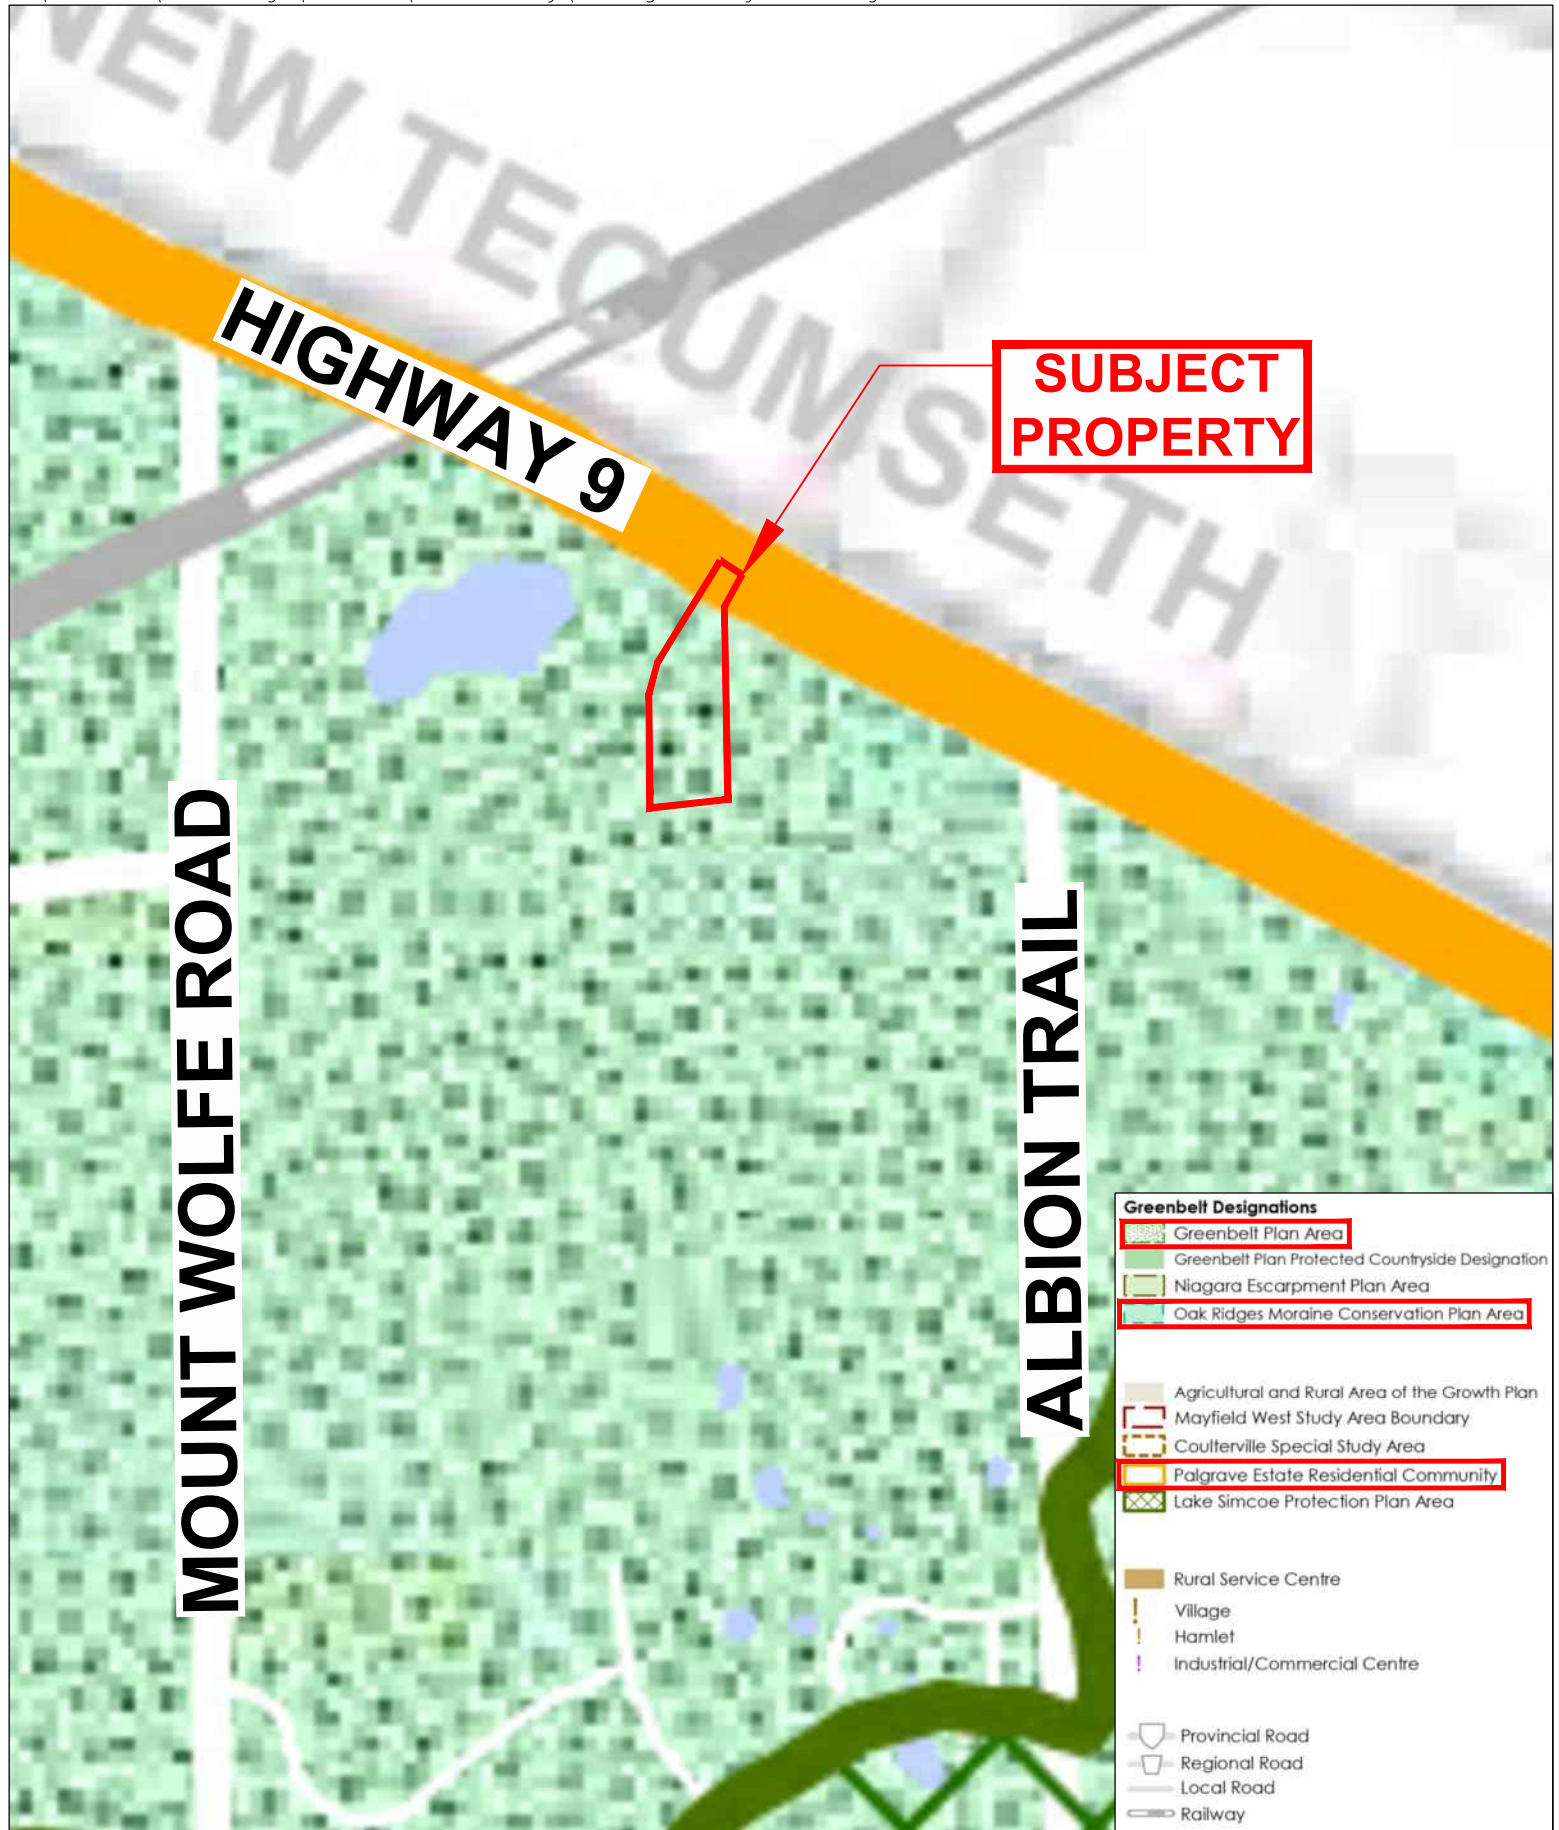 NEW TECUMSETH
HIGHWAY 9
SUBJECT
PROPERTY
MOUNT WOLFE ROAD
ALBION TRAIL
Greenbelt Designations
Greenbelt Plan Area
Greenbelt Plan Protected Countryside Designation
Niagara Escarpment Plan Area
Oak Ridges Moraine Conservation Plan Area
Agricultural and Rural Area of the Growth Plan
Mayfield West Study Area Boundary
Coulterville Special Study Area
Palgrave Estate Residential Community
Lake Simcoe Protection Plan Area
Rural Service Centre
Village
Hamlet
Industrial/Commercial Centre
Provincial Road
Regional Road
Local Road
Railway